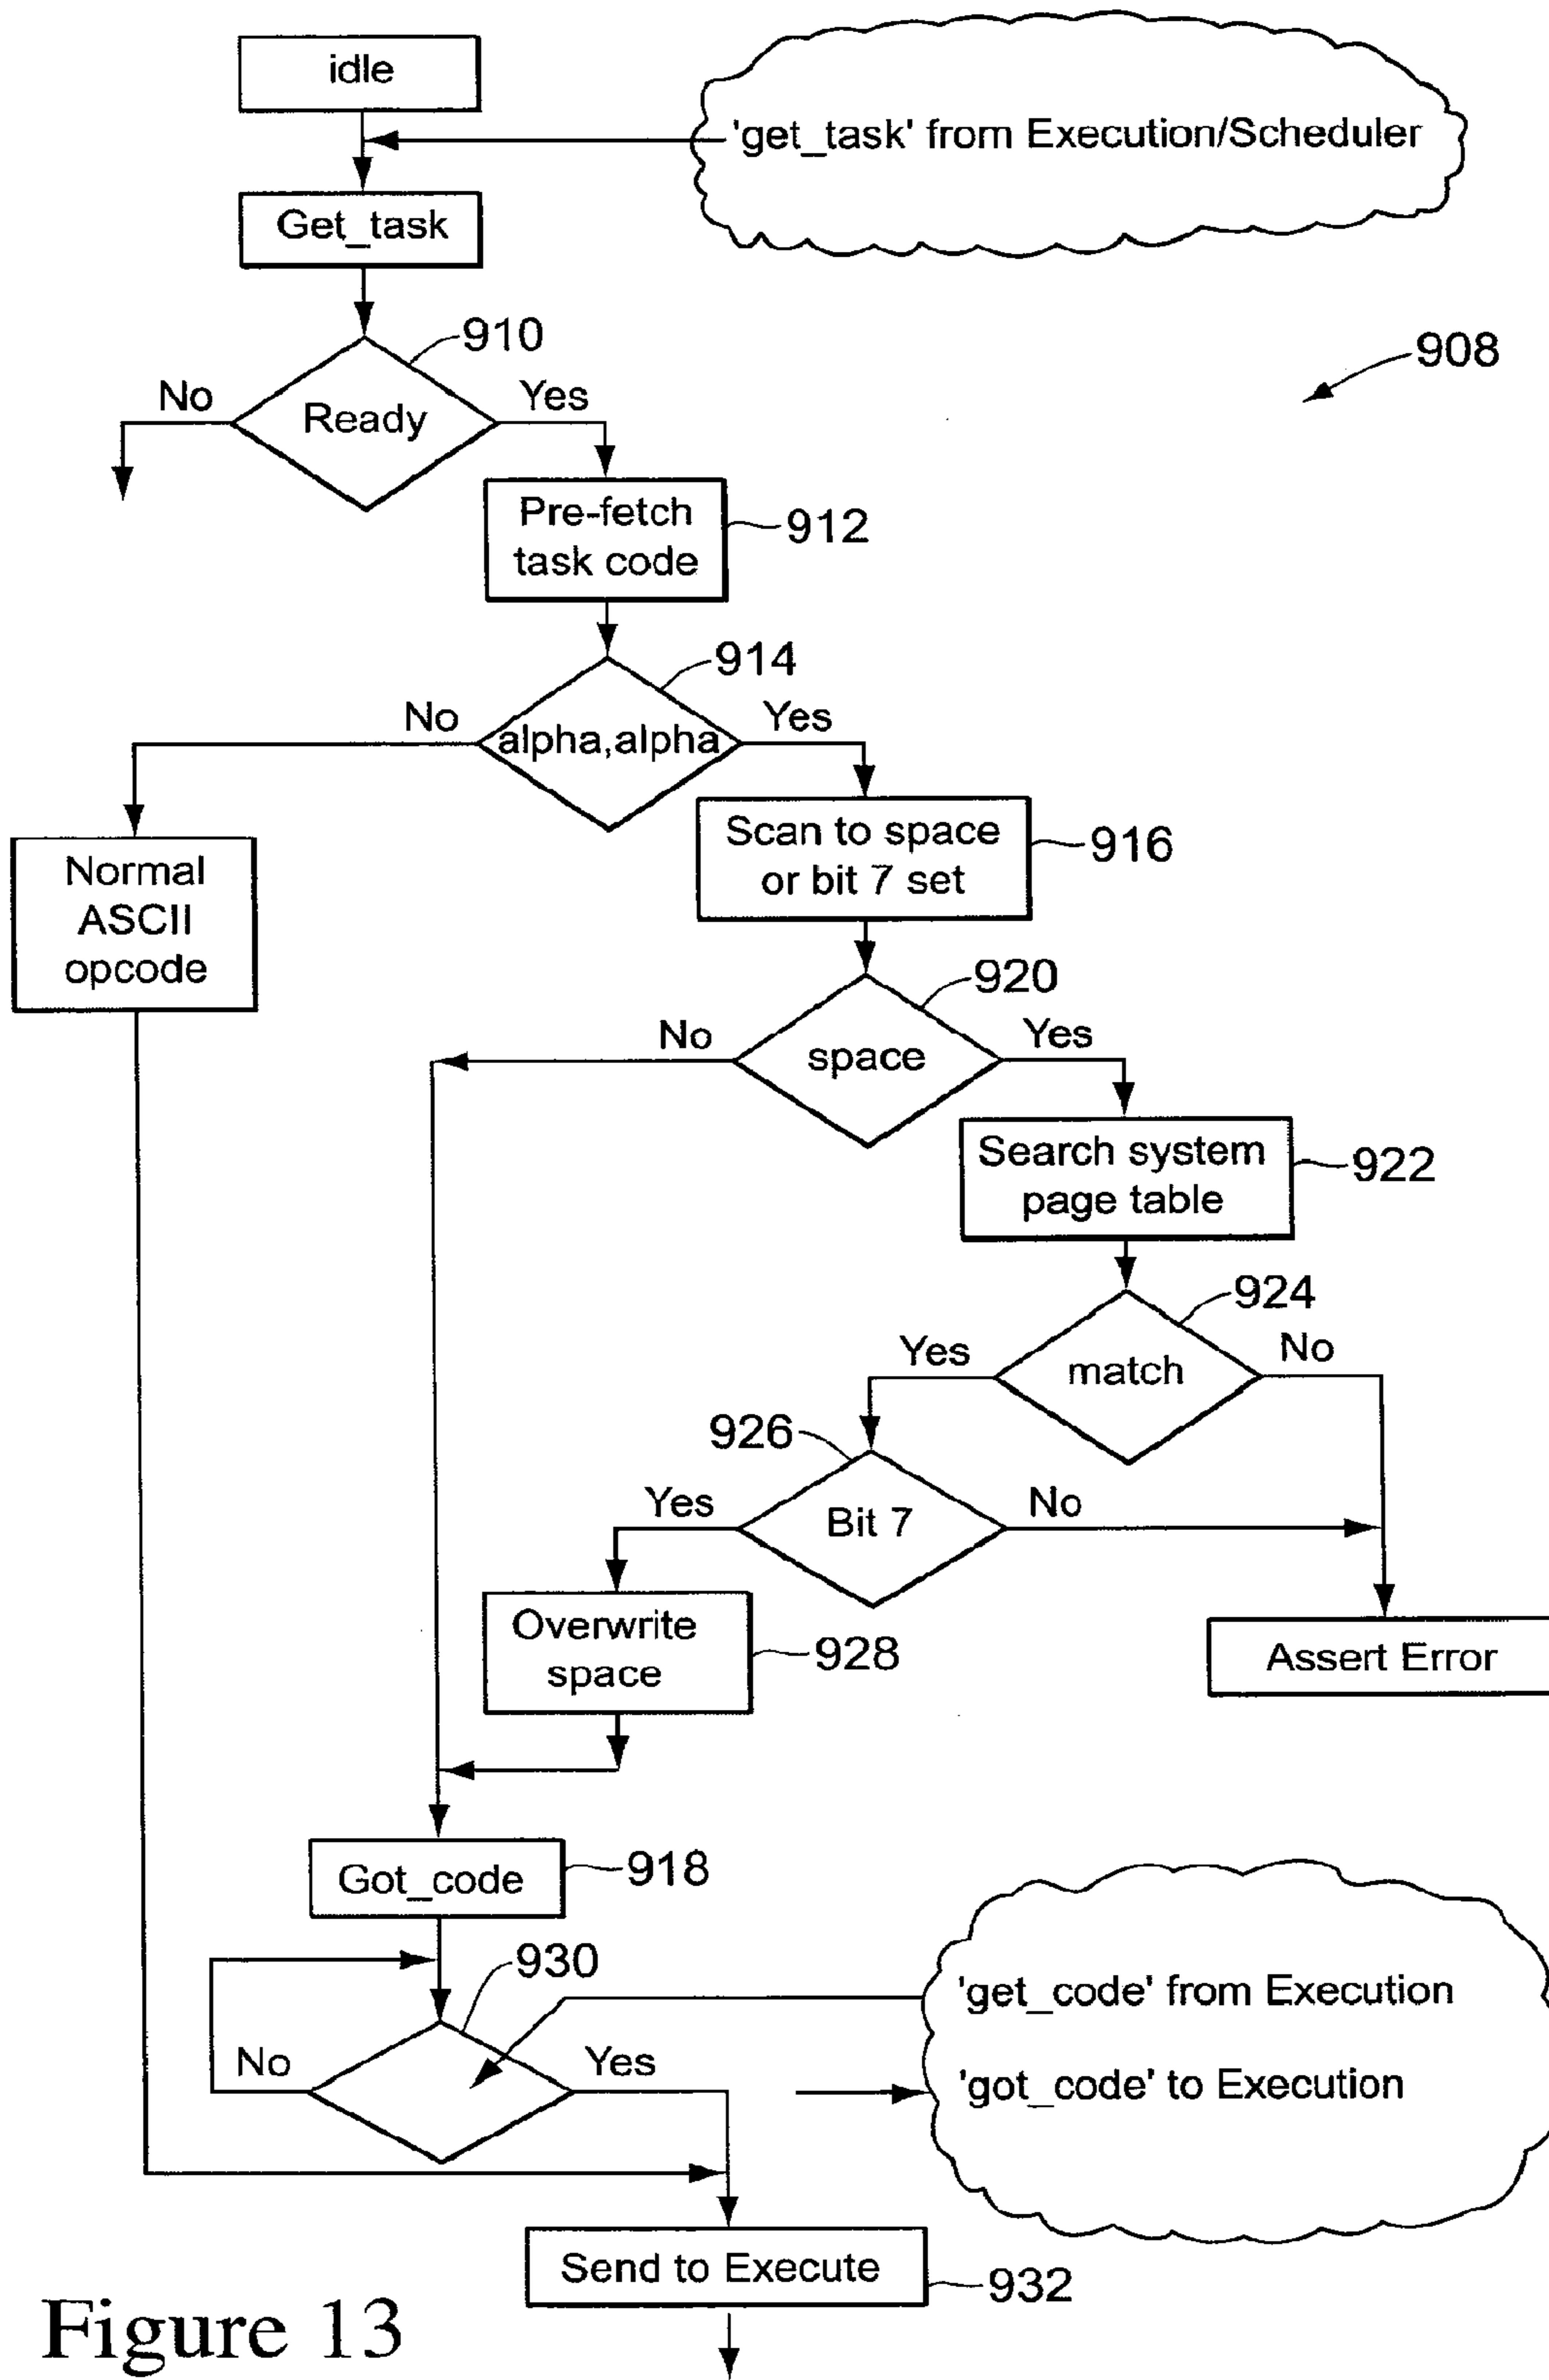 idle
'get_task' from Execution/Scheduler
Get_task
910
908
No
Yes
Ready
Pre-fetch
task code
912
914
No
Yes
alpha,alpha
Normal
ASCII
opcode
Scan to space
or bit 7 set
916
920
No
Yes
space
Search system
page table
922
924
Yes
No
match
926
Yes
No
Bit 7
Overwrite
space
928
Assert Error
Got_code
918
930
'get_code' from Execution
No
Yes
'got_code' to Execution
Send to Execute
932
Figure 13